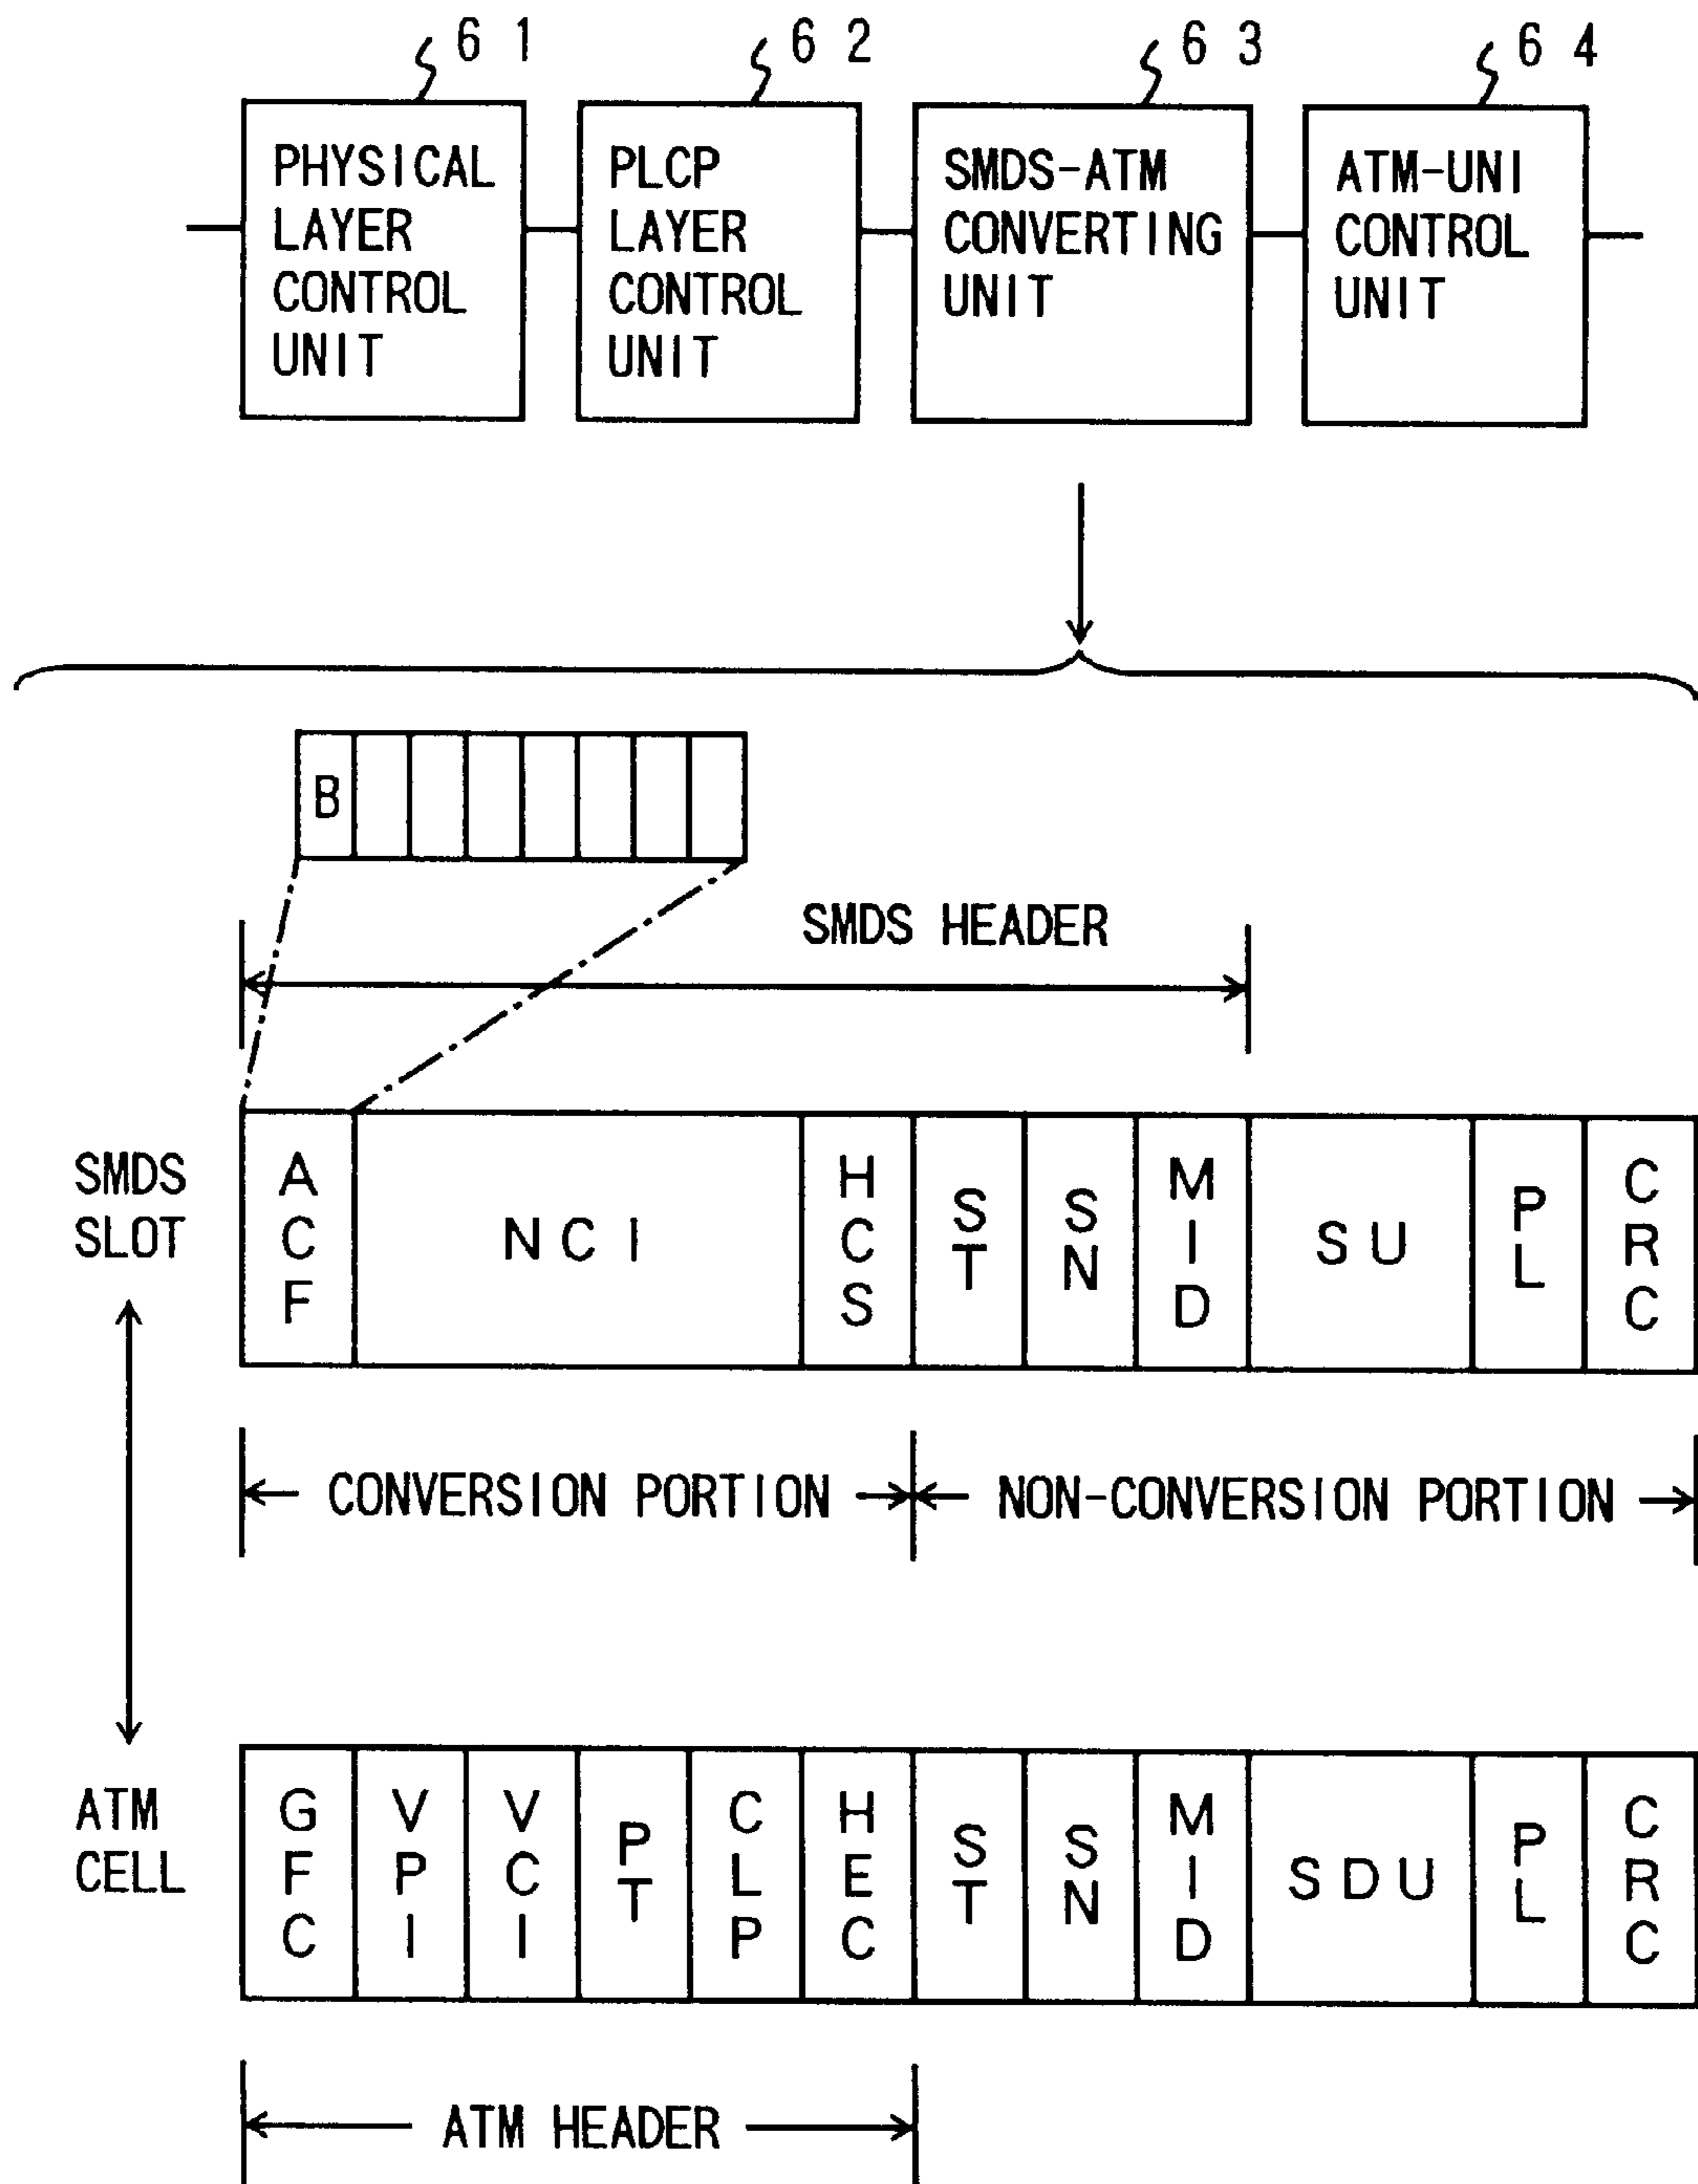 61 62 63 64
PHYSICAL
LAYER
CONTROL
UNIT
PLCP
LAYER
CONTROL
UNIT
SMDS-ATM
CONVERTING
UNIT
ATM-UNI
CONTROL
UNIT
B
SMDS HEADER
SMDS
SLOT
ACF NCI HCS ST SN MID SU PL CRC
CONVERSION PORTION NON-CONVERSION PORTION
ATM
CELL
GFC VPI VCI PT CLP HEC ST SN MID SDU PL CRC
ATM HEADER